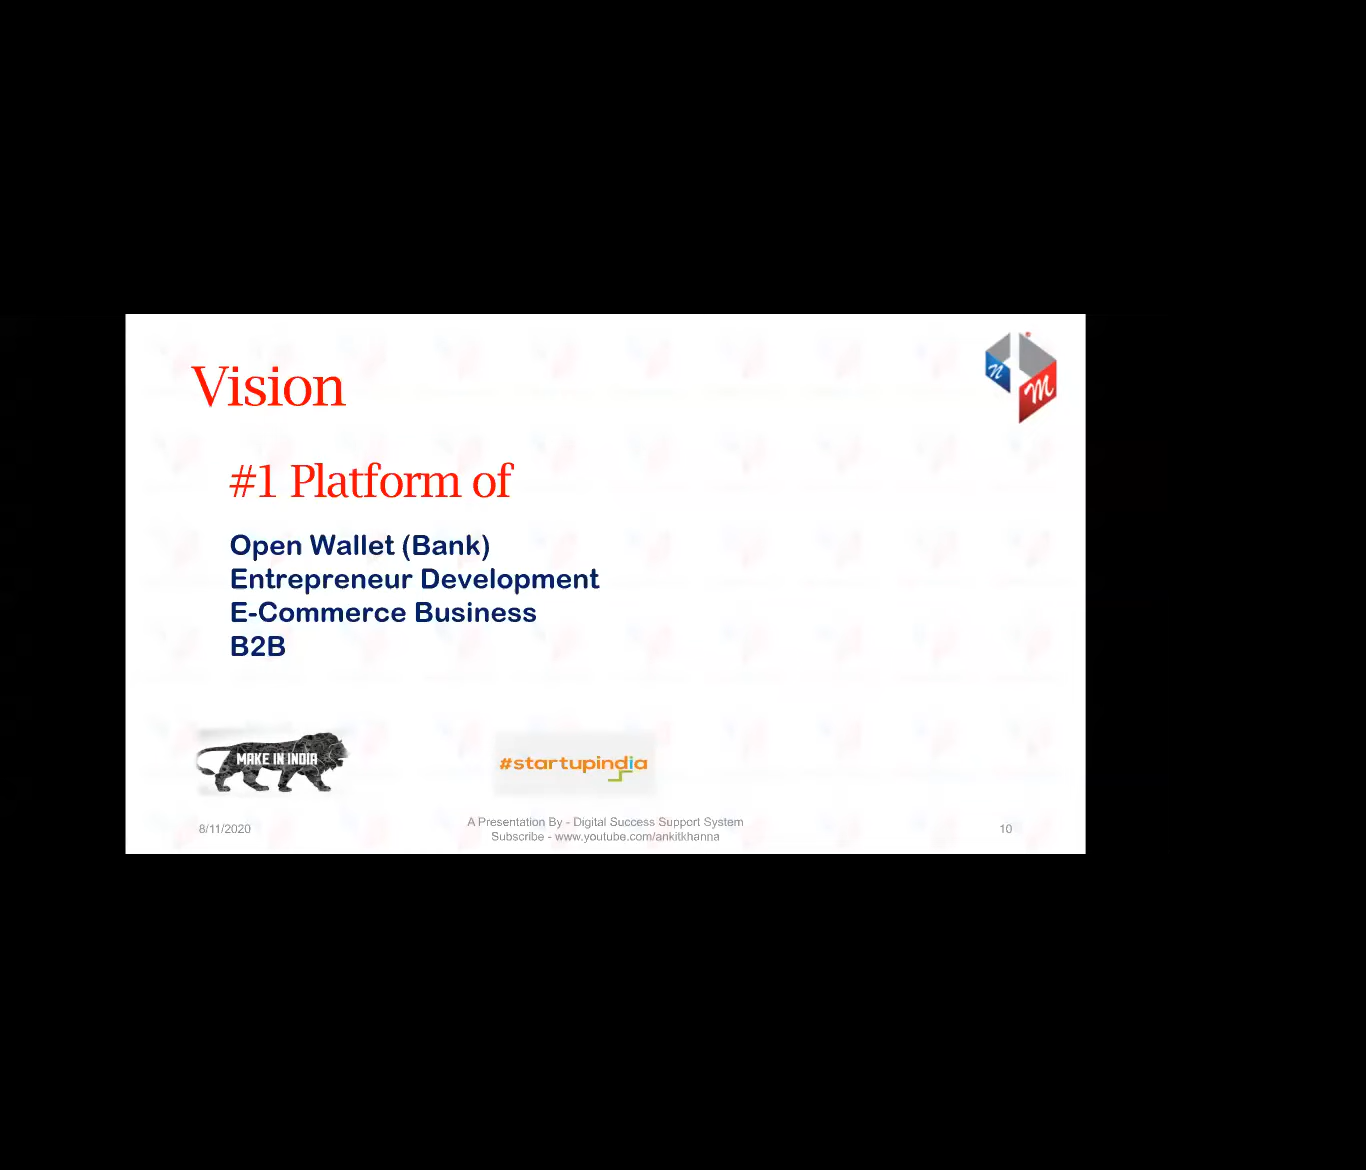 Vision
n
m
#1 Platform of
Open Wallet (Bank)
Entrepreneur Development
E-Commerce Business
B2B
MAKE IN INDIA
#startupindia
8/11/2020
A Presentation By - Digital Success Support System
Subscribe - www.youtube.com/ankitkhanna
10